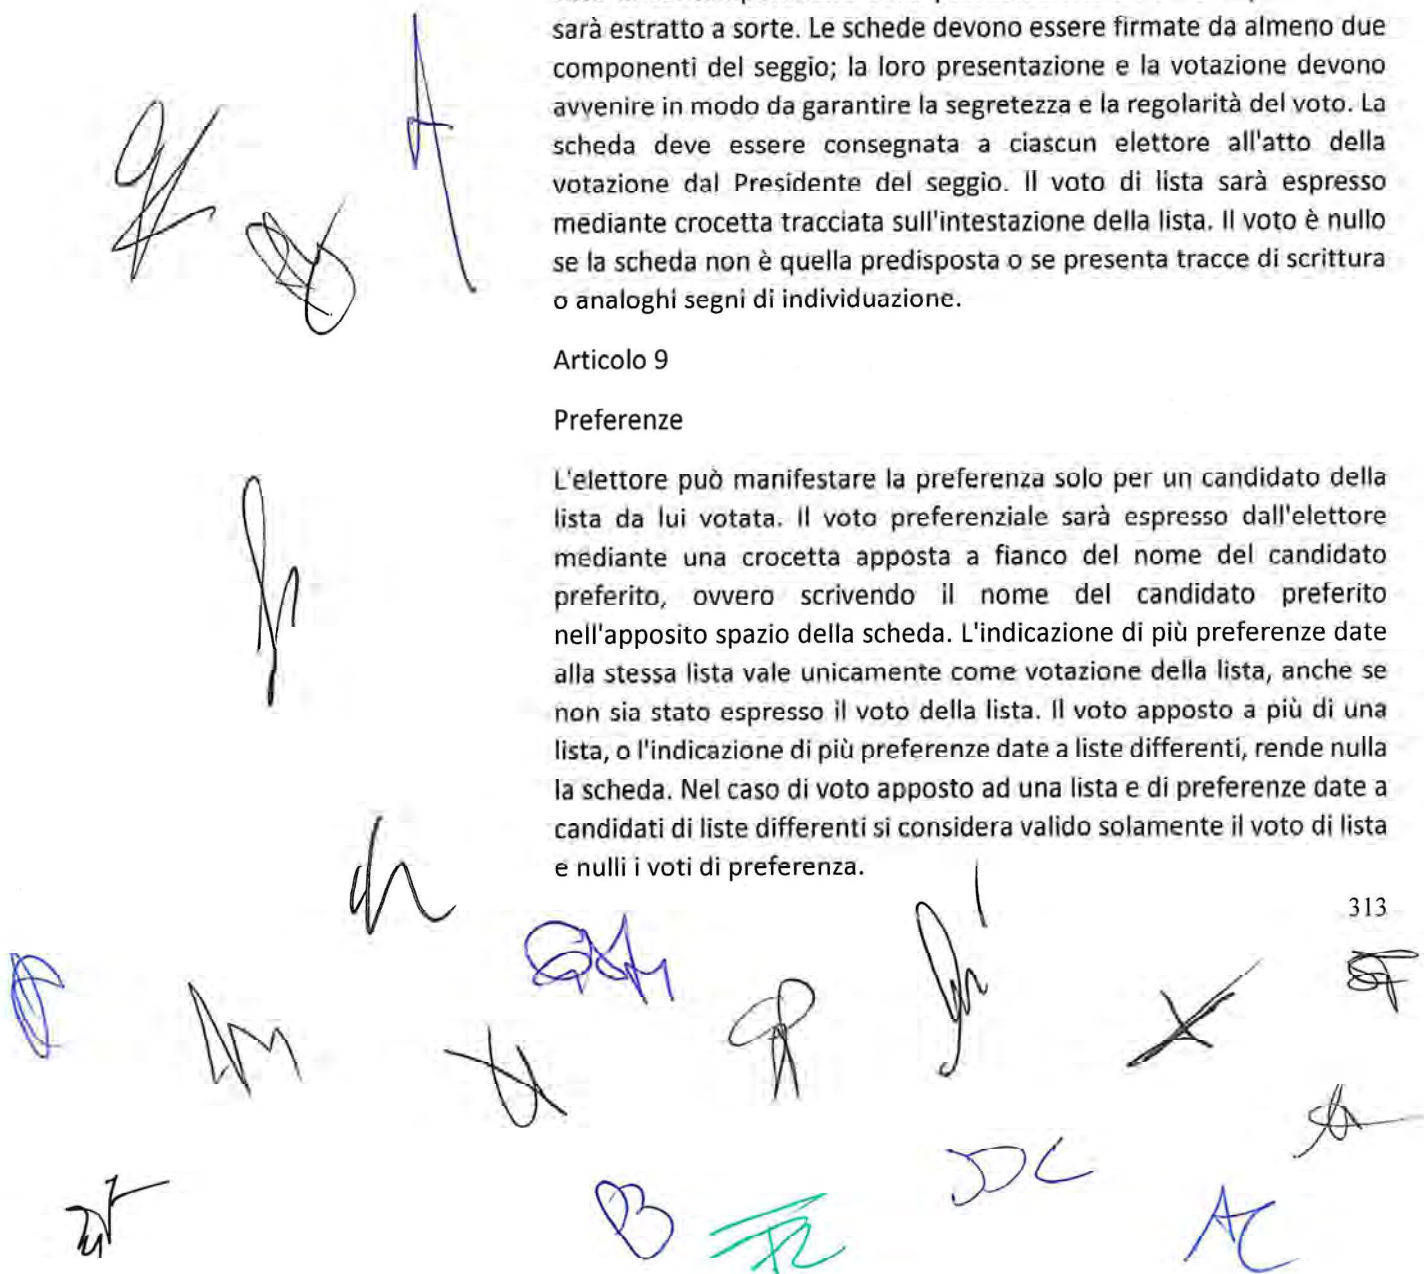 sarà estratto a sorte. Le schede devono essere firmate da almeno due
componenti del seggio; la loro presentazione e la votazione devono
avvenire in modo da garantire la segretezza e la regolarità del voto. La
scheda deve essere consegnata a ciascun elettore all'atto della
votazione dal Presidente del seggio. Il voto di lista sarà espresso
mediante crocetta tracciata sull'intestazione della lista. Il voto è nullo
se la scheda non è quella predisposta o se presenta tracce di scrittura
o analoghi segni di individuazione.
Articolo 9
Preferenze
L'elettore può manifestare la preferenza solo per un candidato della
lista da lui votata. Il voto preferenziale sarà espresso dall'elettore
mediante una crocetta apposta a fianco del nome del candidato
preferito, ovvero scrivendo il nome del candidato preferito
nell'apposito spazio della scheda. L'indicazione di più preferenze date
alla stessa lista vale unicamente come votazione della lista, anche se
non sia stato espresso il voto della lista. Il voto apposto a più di una
lista, o l'indicazione di più preferenze date a liste differenti, rende nulla
la scheda. Nel caso di voto apposto ad una lista e di preferenze date a
candidati di liste differenti si considera valido solamente il voto di lista
e nulli i voti di preferenza.
313
DDC
AC